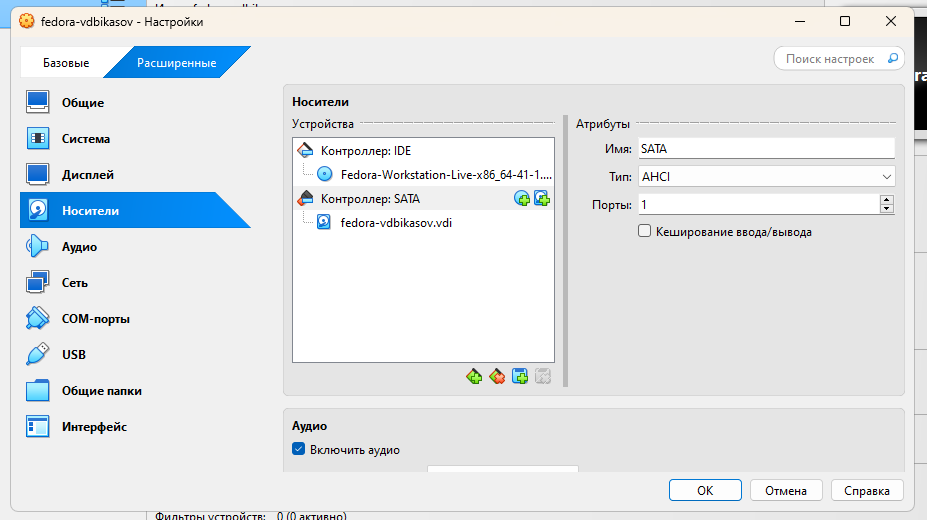 fedora-vdbikasov - Настройки
Базовые
Расширенные
Поиск настроек
Общие
Система
Дисплей
Носители
Аудио
Сеть
COM-порты
USB
Общие папки
Интерфейс
Носители
Устройства
Контроллер: IDE
Fedora-Workstation-Live-x86_64-41-1....
Контроллер: SATA
fedora-vdbikasov.vdi
Атрибуты
Имя: SATA
Тип: AHCI
Порты: 1
Кеширование ввода/вывода
Аудио
Включить аудио
OK
Отмена
Справка
Фильтры устройств: 0 (0 активно)